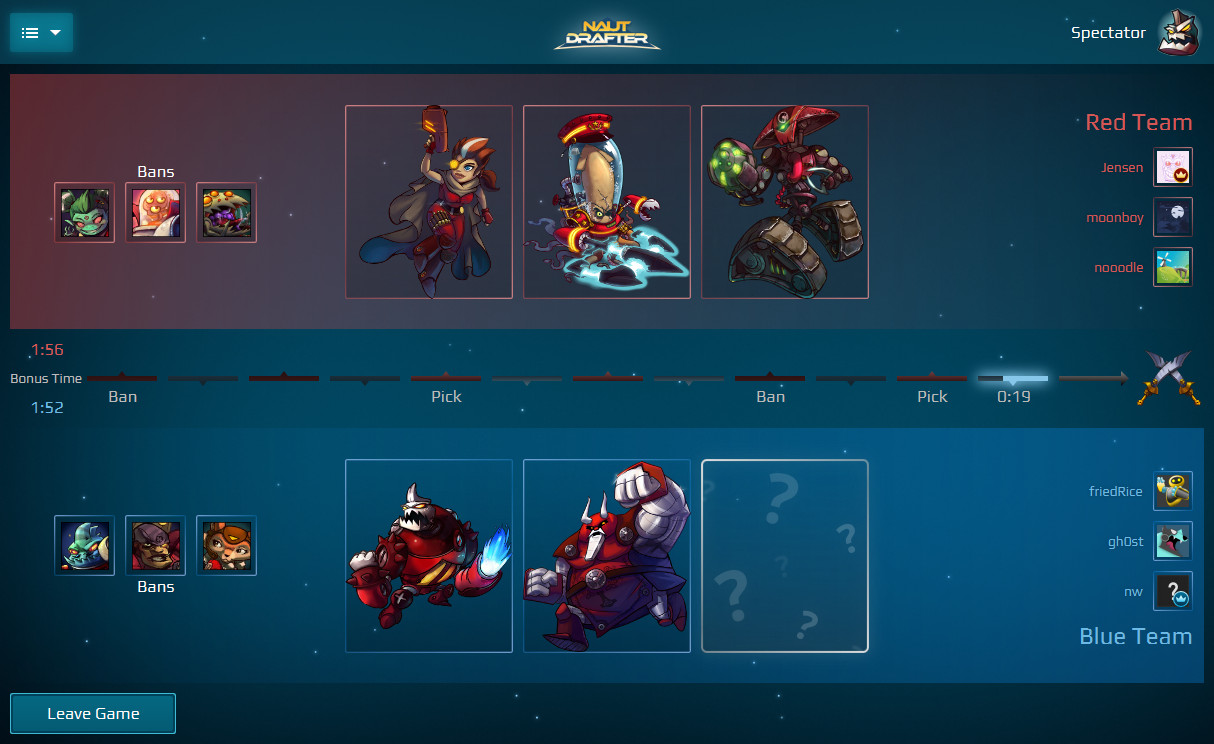 NAUT
DRAFTER
Spectator
Red Team
Bans
Jensen
moonboy
nooodle
1:56
Bonus Time
1:52
Ban
Pick
Ban
Pick
0:19
friedRice
gh0st
nw
Bans
Blue Team
Leave Game